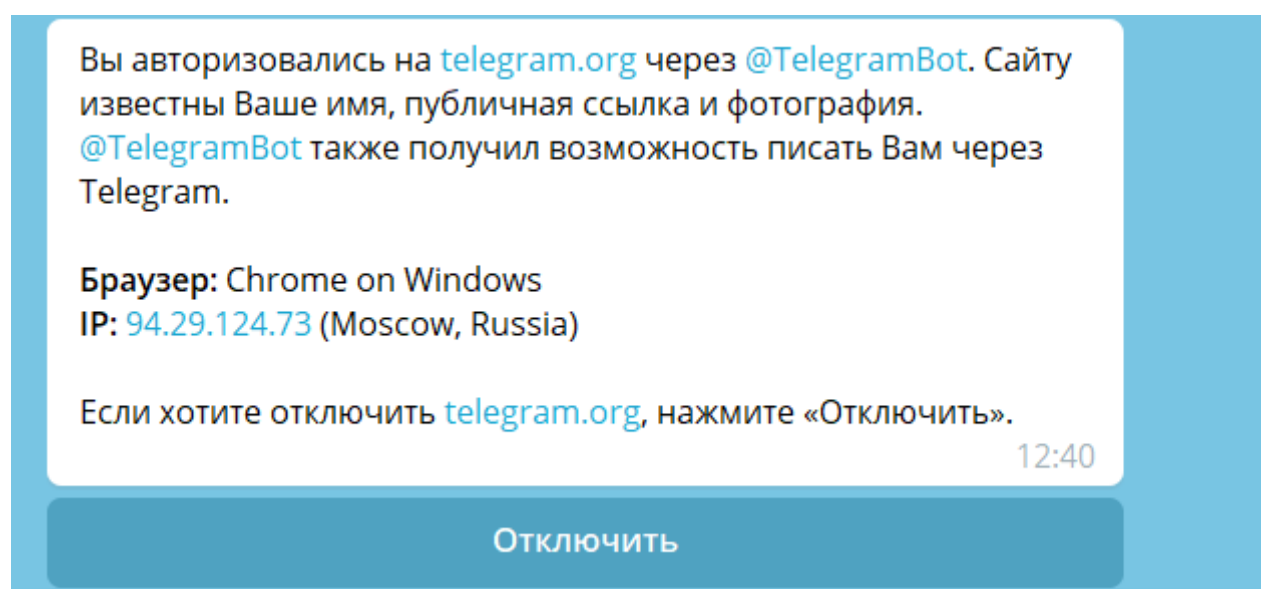 Вы авторизовались на telegram.org через @TelegramBot. Сайту
известны Ваше имя, публичная ссылка и фотография.
@TelegramBot также получил возможность писать Вам через
Telegram.
Браузер: Chrome on Windows
IP: 94.29.124.73 (Moscow, Russia)
Если хотите отключить telegram.org, нажмите «Отключить».
12:40
Отключить